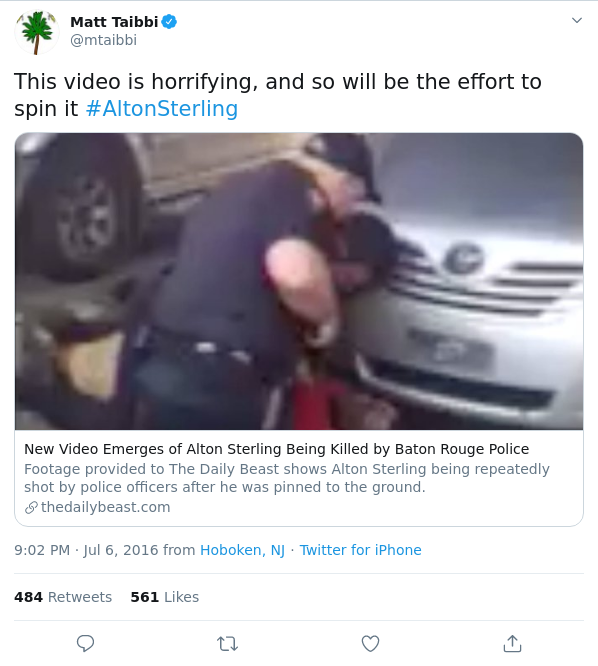 Matt Taibbi
@mtaibbi
This video is horrifying, and so will be the effort to
spin it #AltonSterling
New Video Emerges of Alton Sterling Being Killed by Baton Rouge Police
Footage provided to The Daily Beast shows Alton Sterling being repeatedly
shot by police officers after he was pinned to the ground.
thedailybeast.com
9:02 PM · Jul 6, 2016 from Hoboken, NJ · Twitter for iPhone
484 Retweets 561 Likes